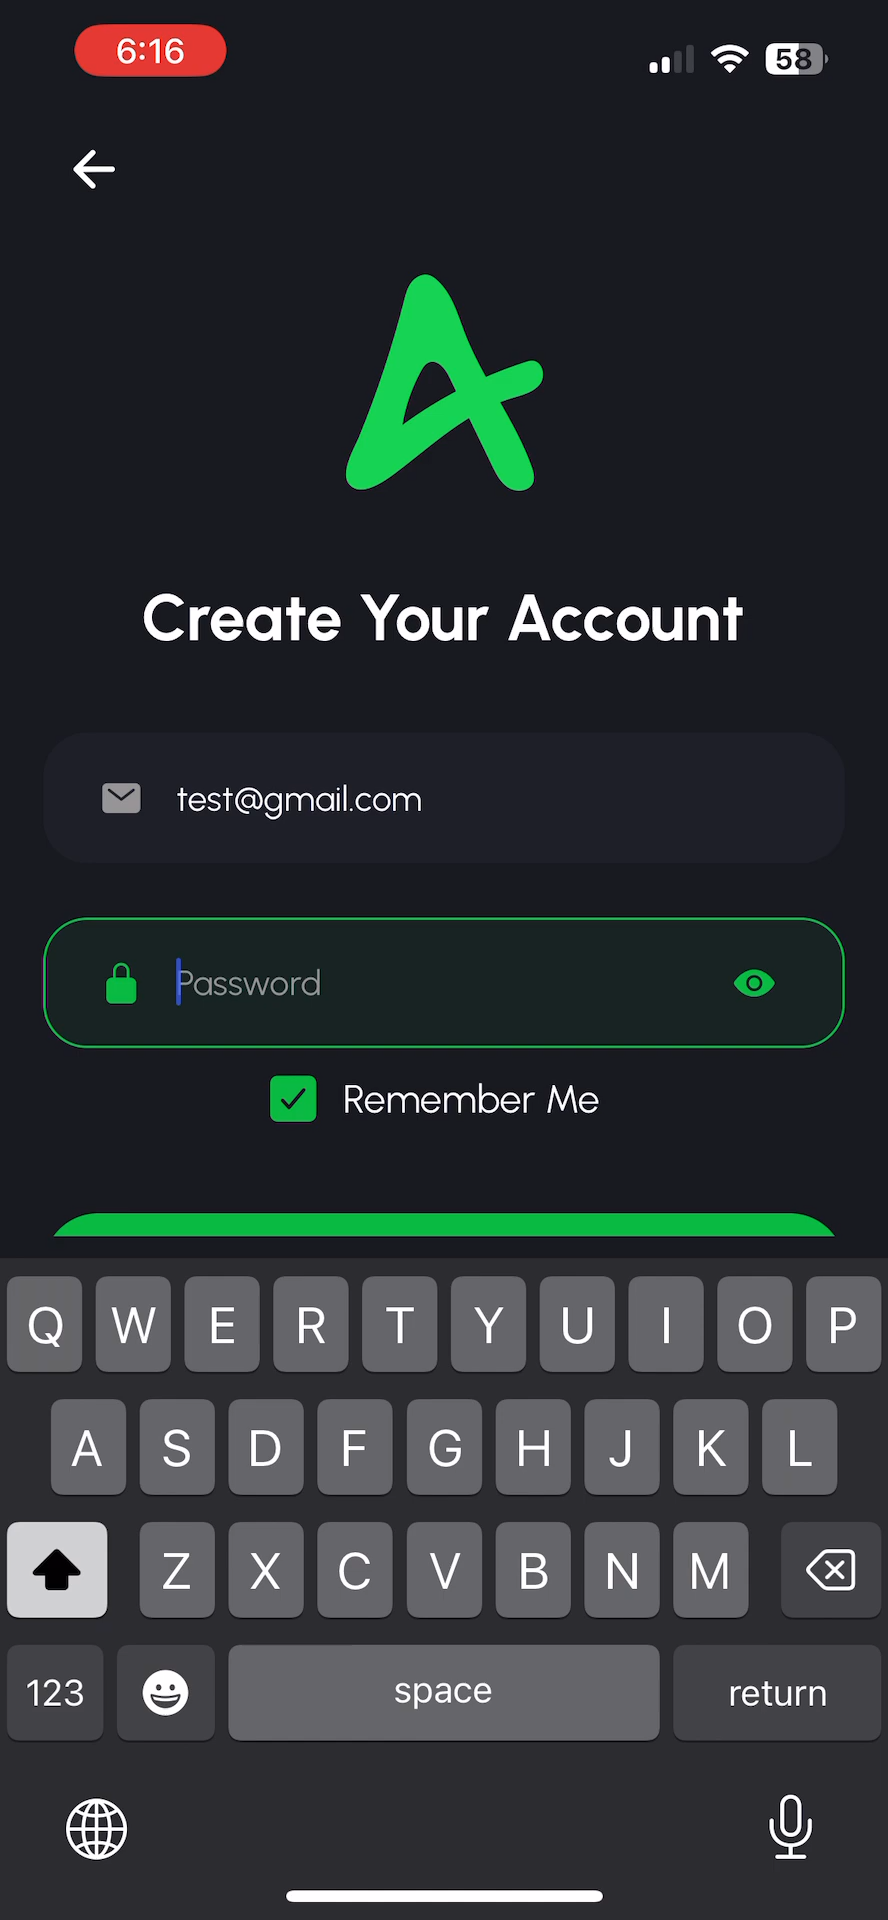 6:16
58
Create Your Account
test@gmail.com
Password
Remember Me
Q W E R T Y U I O P
A S D F G H J K L
Z X C V B N M
123 space return